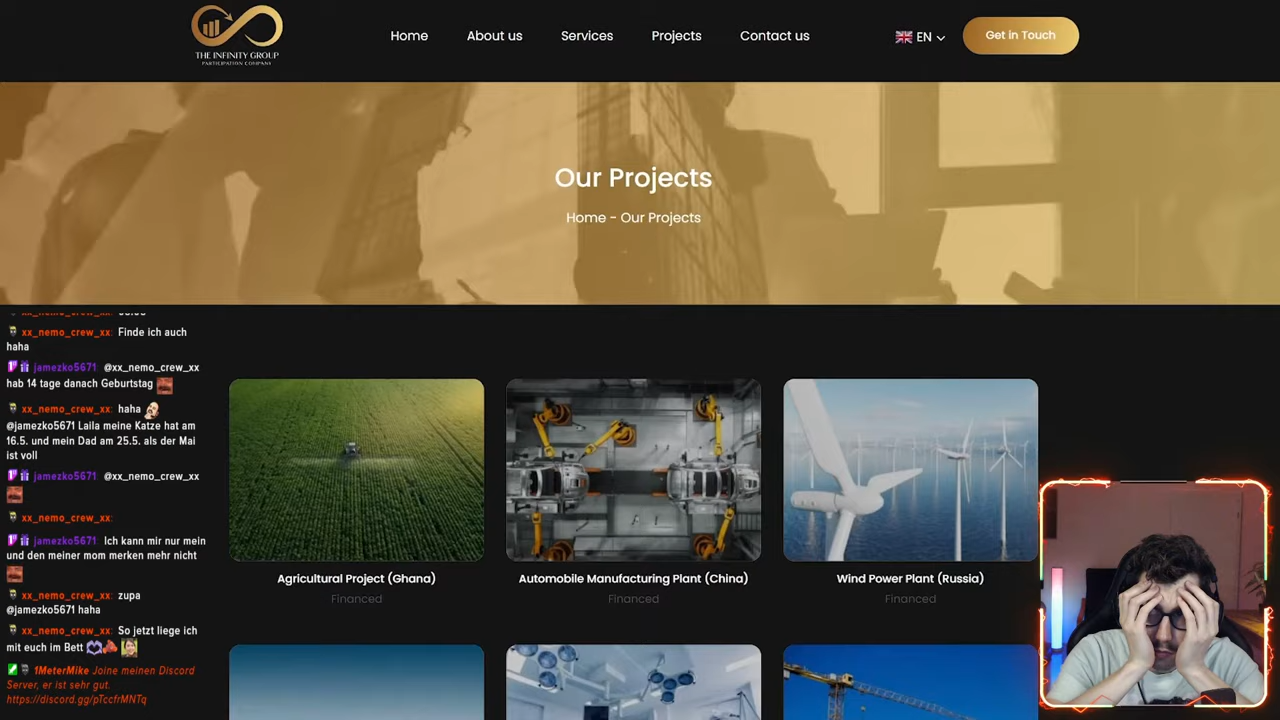 THE INFINITY GROUP
PARTICIPATION COMPANY
Home
About us
Services
Projects
Contact us
EN
Get in Touch
Our Projects
Home - Our Projects
xx_nemo_crew_xx: Finde ich auch
haha
jamezko5671 @xx_nemo_crew_xx
hab 14 tage danach Geburtstag
xx_nemo_crew_xx: haha
@jamezko5671 Laila meine Katze hat am
16.5. und mein Dad am 25.5. als der Mai
ist voll
jamezko5671 @xx_nemo_crew_xx
xx_nemo_crew_xx:
jamezko5671 Ich kann mir nur mein
und den meiner mom merken mehr nicht
xx_nemo_crew_xx: zupa
@jamezko5671 haha
xx_nemo_crew_xx: So jetzt liege ich
mit euch im Bett
1MeterMike Joine meinen Discord
Server, er ist sehr gut.
https://discord.gg/pTccfrMNTq
Agricultural Project (Ghana)
Financed
Automobile Manufacturing Plant (China)
Financed
Wind Power Plant (Russia)
Financed